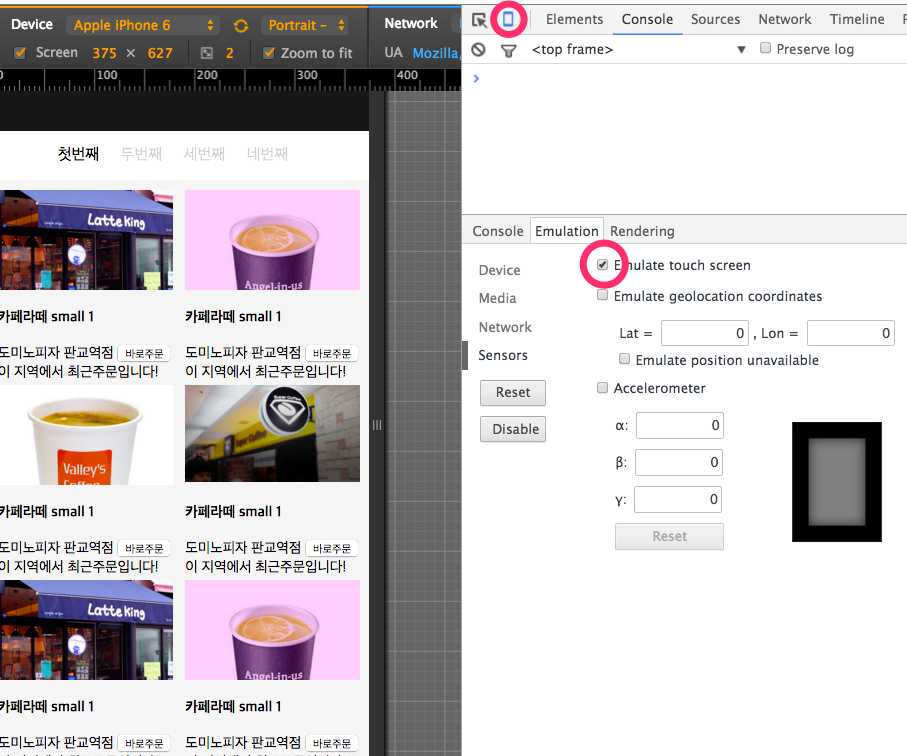 Device Apple iPhone 6 Portrait –
Screen 375 × 627 2 Zoom to fit
Network
UA Mozilla
0 100 200 300 400
첫번째 두번째 세번째 네번째
Latte King
Angel-in-us
카페라떼 small 1 카페라떼 small 1
도미노피자 판교역점 바로주문 도미노피자 판교역점 바로주문
이 지역에서 최근주문입니다! 이 지역에서 최근주문입니다!
Valley's
Coffee
Super Coffee
Super Coffee
카페라떼 small 1 카페라떼 small 1
도미노피자 판교역점 바로주문 도미노피자 판교역점 바로주문
이 지역에서 최근주문입니다! 이 지역에서 최근주문입니다!
Latte King
Angel-in-us
카페라떼 small 1 카페라떼 small 1
도미노피자 판교역점 바로주문 도미노피자 판교역점 바로주문
Elements Console Sources Network Timeline
<top frame> ▼ Preserve log
Console Emulation Rendering
Device
Media
Network
Sensors
Reset
Disable
Emulate touch screen
Emulate geolocation coordinates
Lat = 0 , Lon = 0
Emulate position unavailable
Accelerometer
α: 0
β: 0
γ: 0
Reset